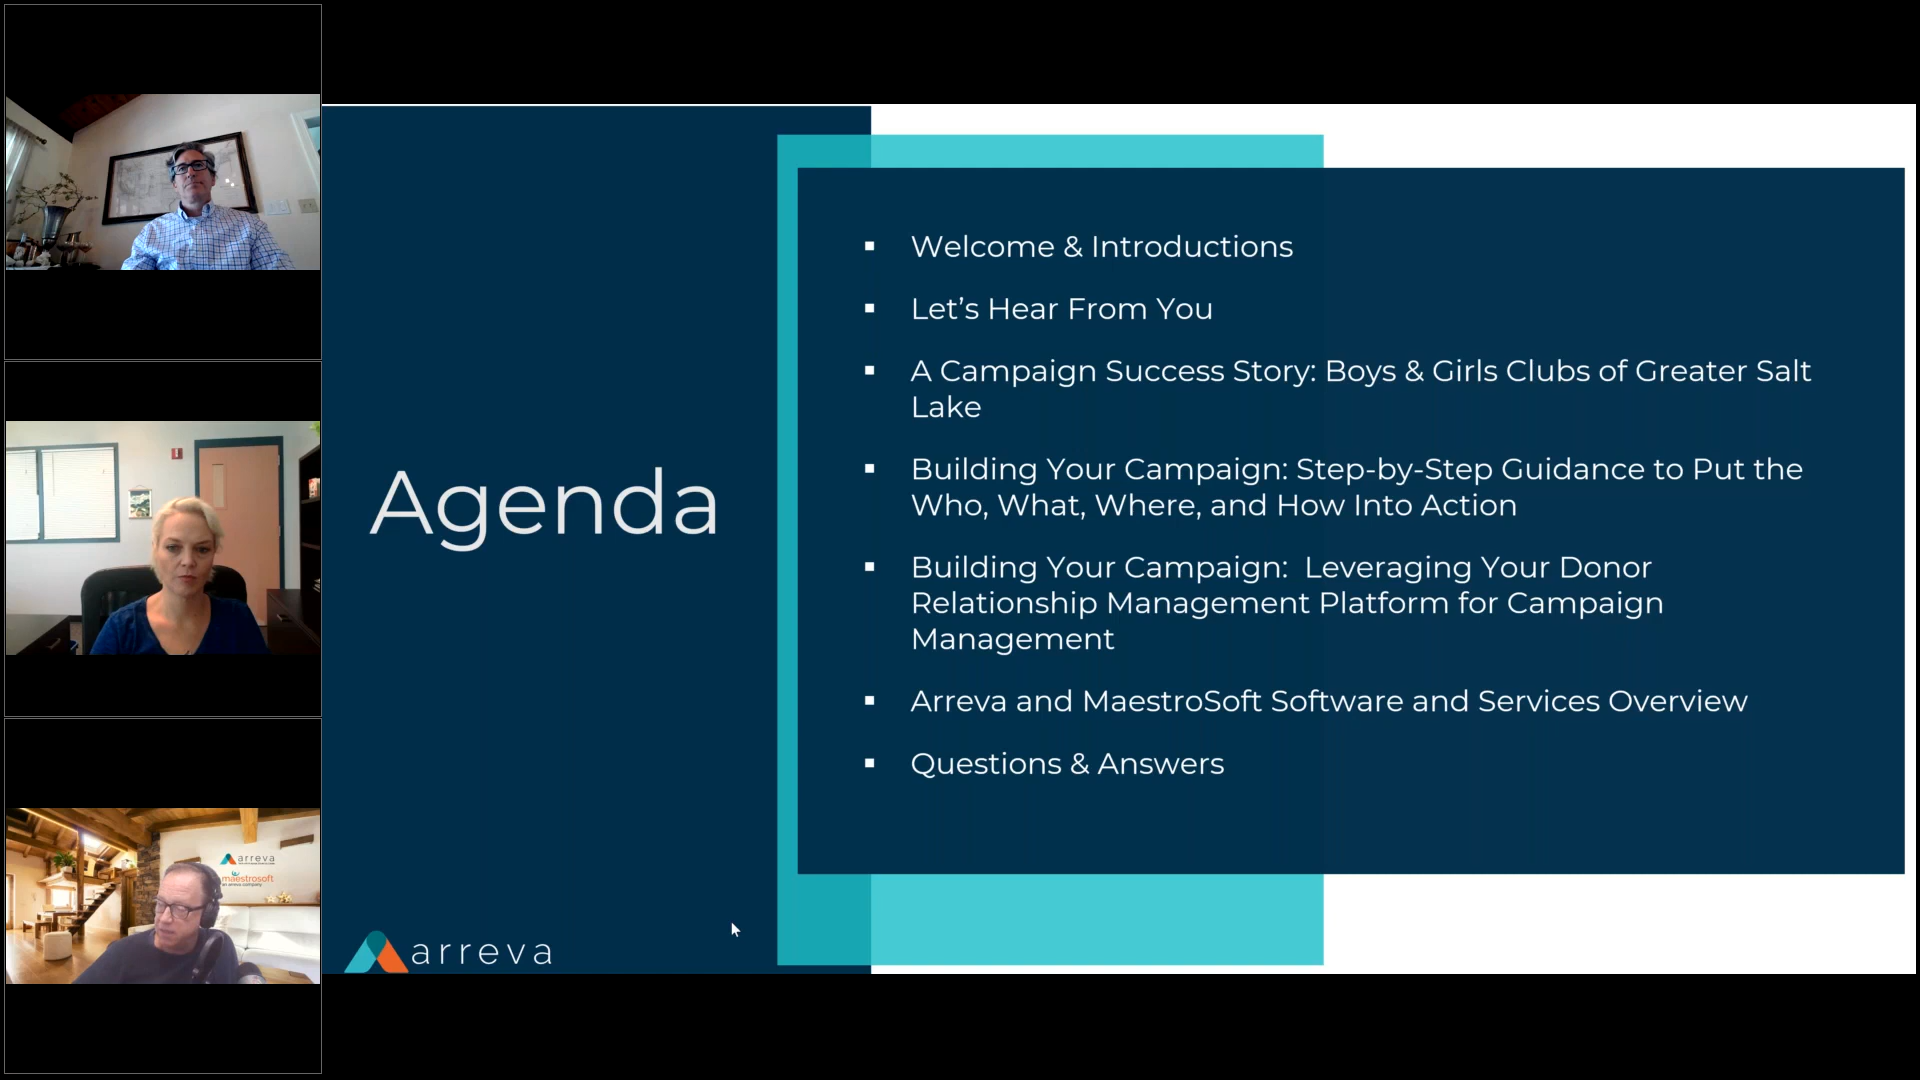 Agenda
▪ Welcome & Introductions
▪ Let’s Hear From You
▪ A Campaign Success Story: Boys & Girls Clubs of Greater Salt
Lake
▪ Building Your Campaign: Step-by-Step Guidance to Put the
Who, What, Where, and How Into Action
▪ Building Your Campaign:  Leveraging Your Donor
Relationship Management Platform for Campaign
Management
▪ Arreva and MaestroSoft Software and Services Overview
▪ Questions & Answers
arreva
arreva
maestrosoft
an arreva company